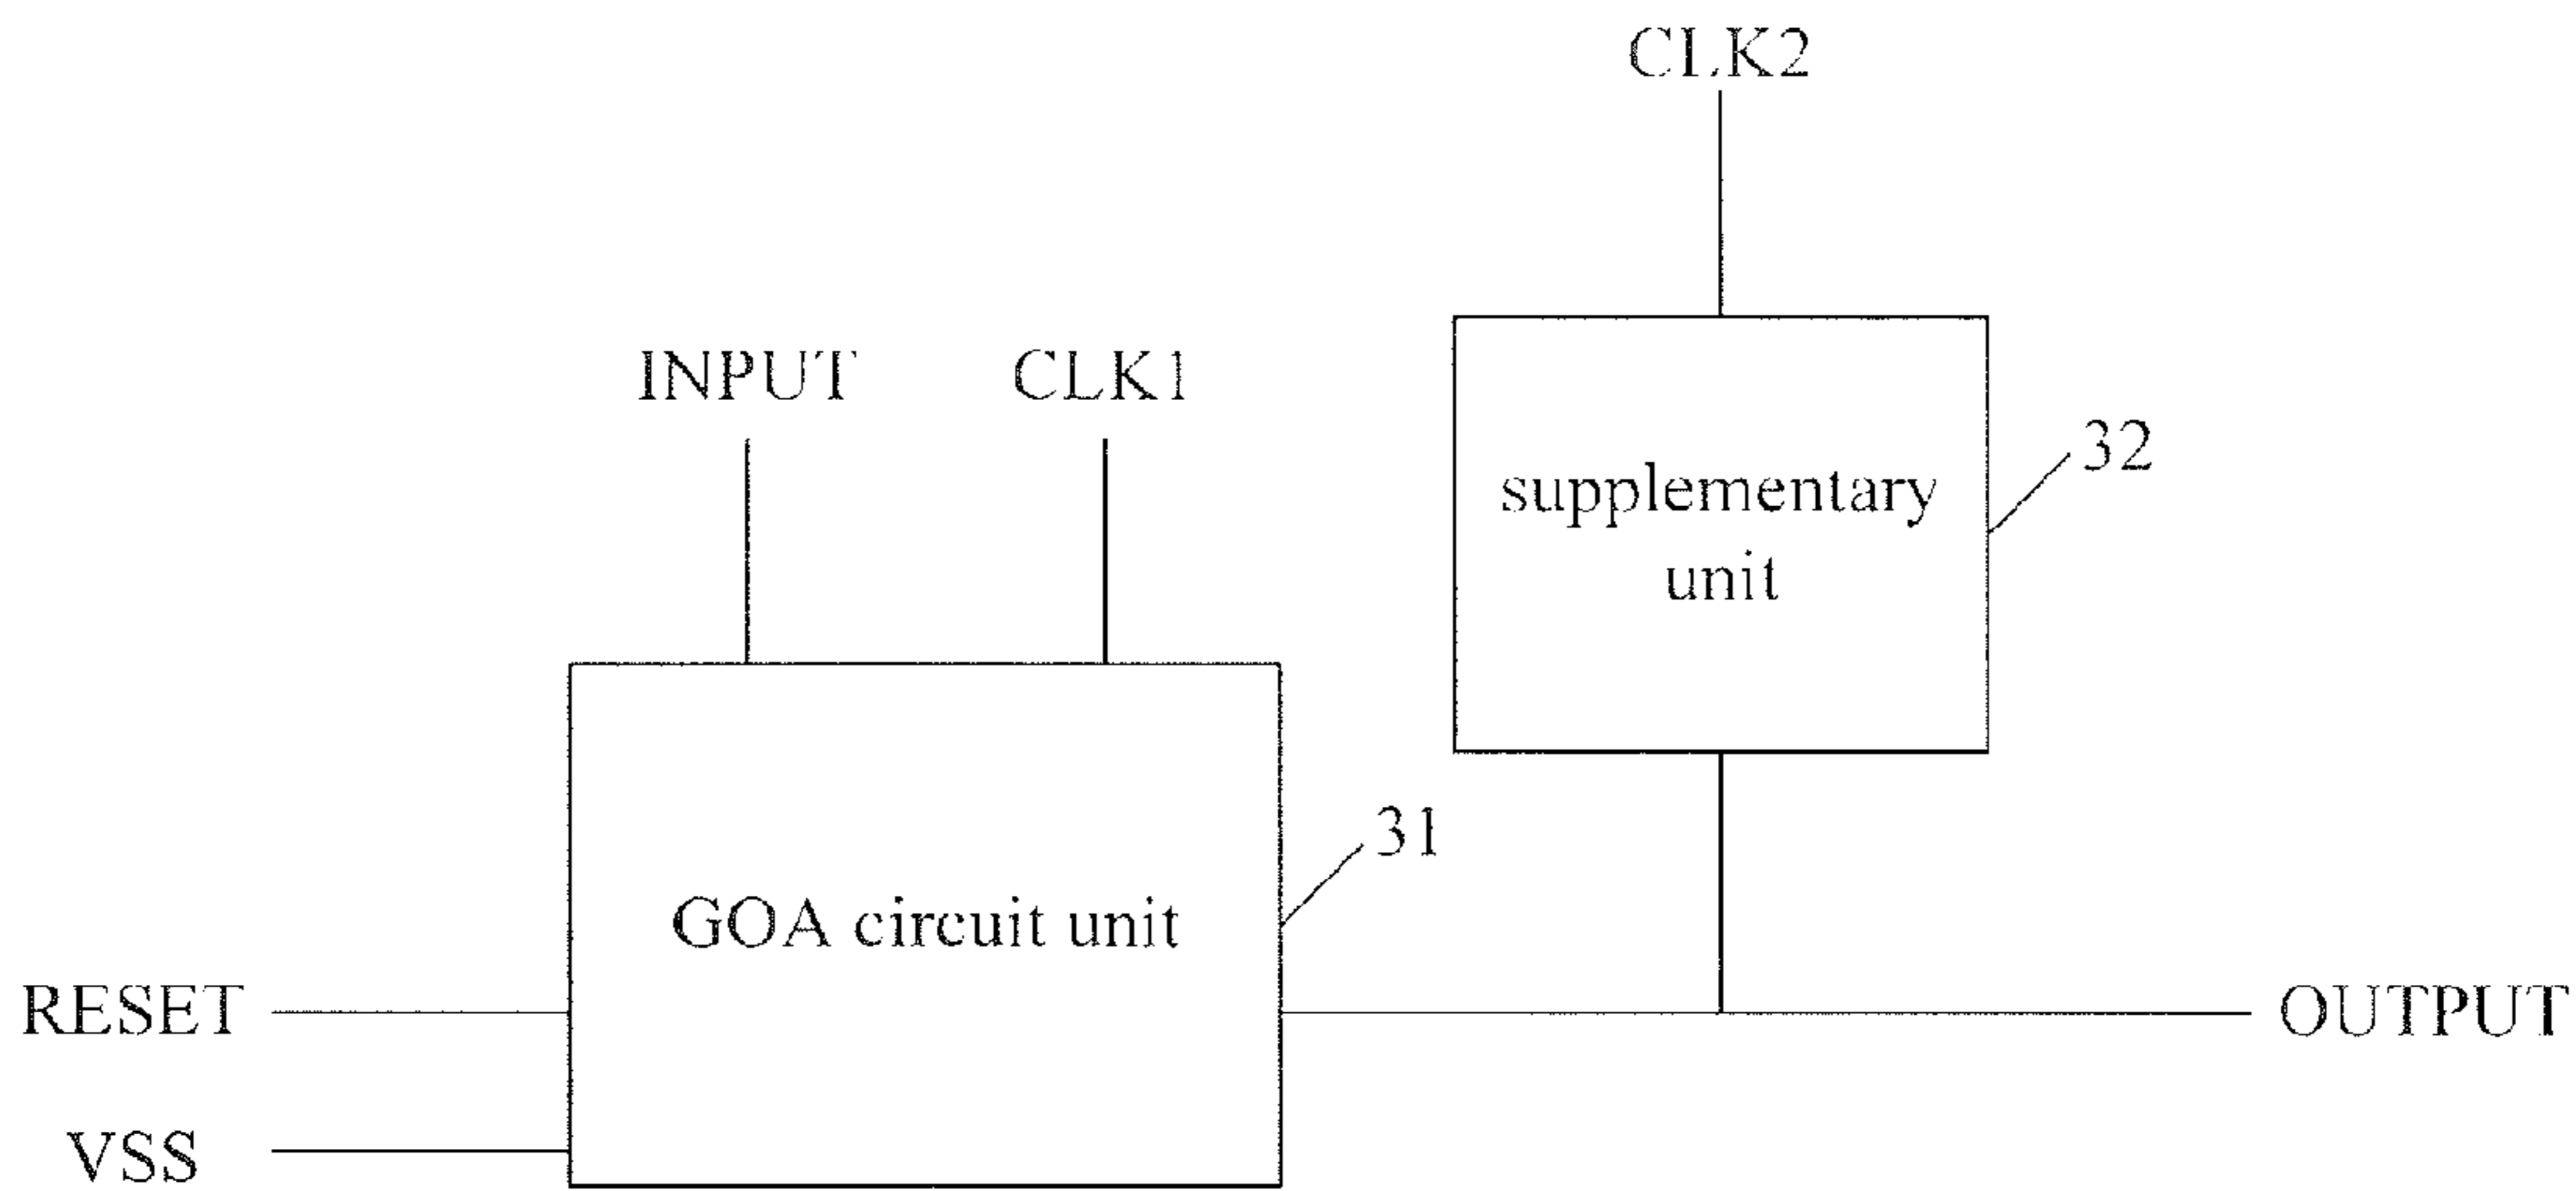 CLK2
INPUT
CLK1
supplementary
unit
32
31
GOA circuit unit
RESET
OUTPUT
VSS